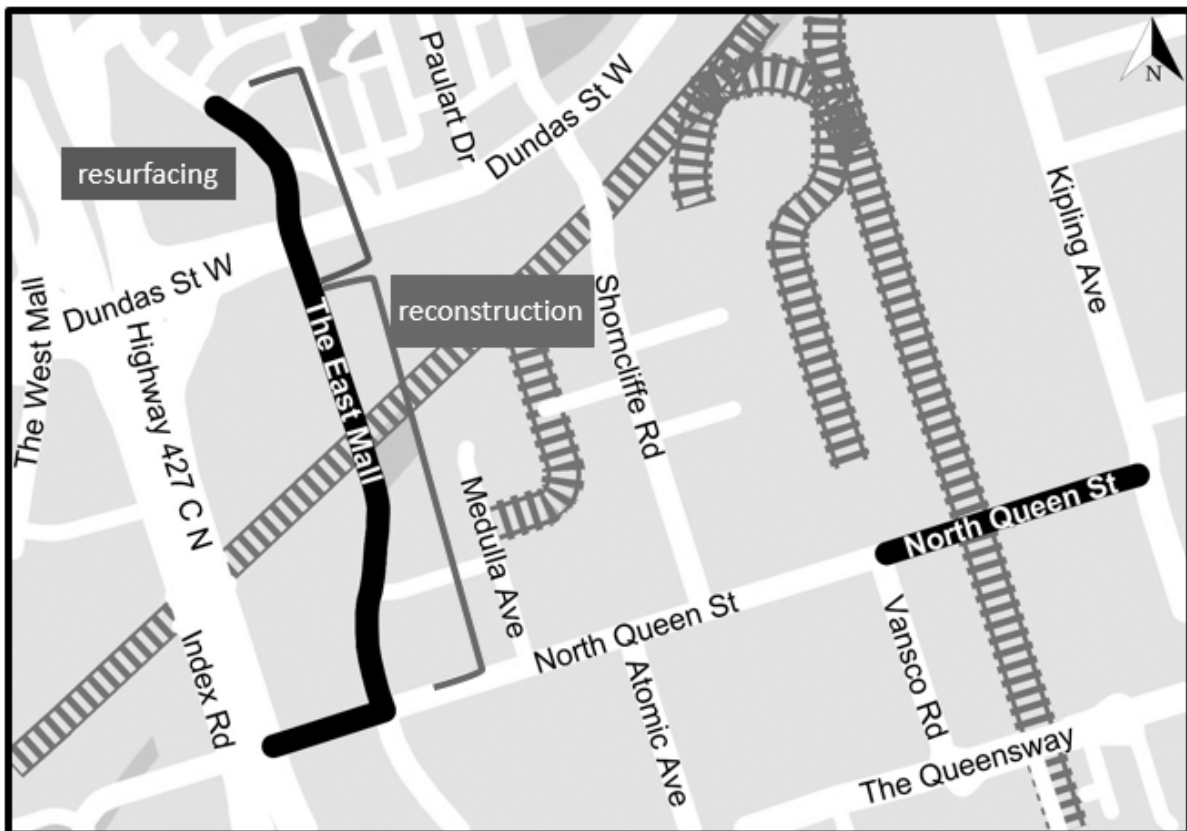 Paulart Dr
Dundas St W
N
resurfacing
Kipling Ave
Dundas St W
The West Mall
Highway 427 C N
The East Mall
reconstruction
Shorncliffe Rd
Medulla Ave
North Queen St
Index Rd
North Queen St
Vansco Rd
Atomic Ave
The Queensway